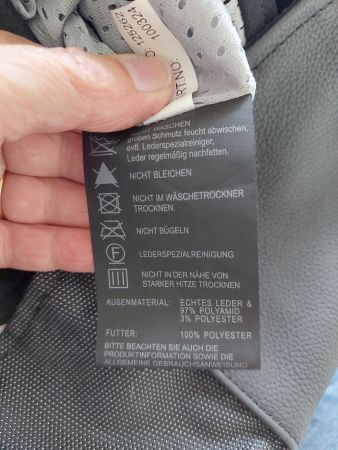 RT.NO. 125262
100324
WASCHEN
groben Schmutz feucht abwischen,
evtl. Lederspezialreiniger,
Leder regelmäßig nachfetten.
NICHT BLEICHEN
NICHT IM WÄSCHETROCKNER
TROCKNEN.
NICHT BÜGELN
F
LEDERSPEZIALREINIGUNG
NICHT IN DER NÄHE VON
STARKER HITZE TROCKNEN
AUßENMATERIAL: ECHTES LEDER &
97% POLYAMID
3% POLYESTER
FUTTER: 100% POLYESTER
BITTE BEACHTEN SIE AUCH DIE
PRODUKTINFORMATION SOWIE DIE
ALLGEMEINE GEBRAUCHSANWEISUNG